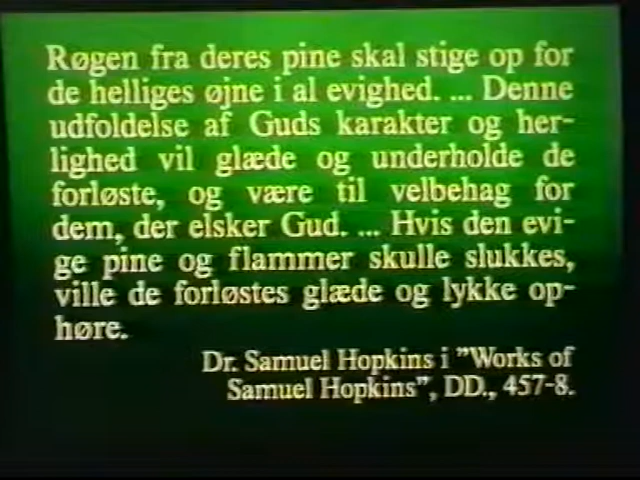 Røgen fra deres pine skal stige op for
de helliges øjne i al evighed. ... Denne
udfoldelse af Guds karakter og her-
lighed vil glæde og underholde de
forløste, og være til velbehag for
dem, der elsker Gud. ... Hvis den evi-
ge pine og flammer skulle slukkes,
ville de forløstes glæde og lykke op-
høre.
Dr. Samuel Hopkins i ”Works of
Samuel Hopkins”, DD., 457-8.